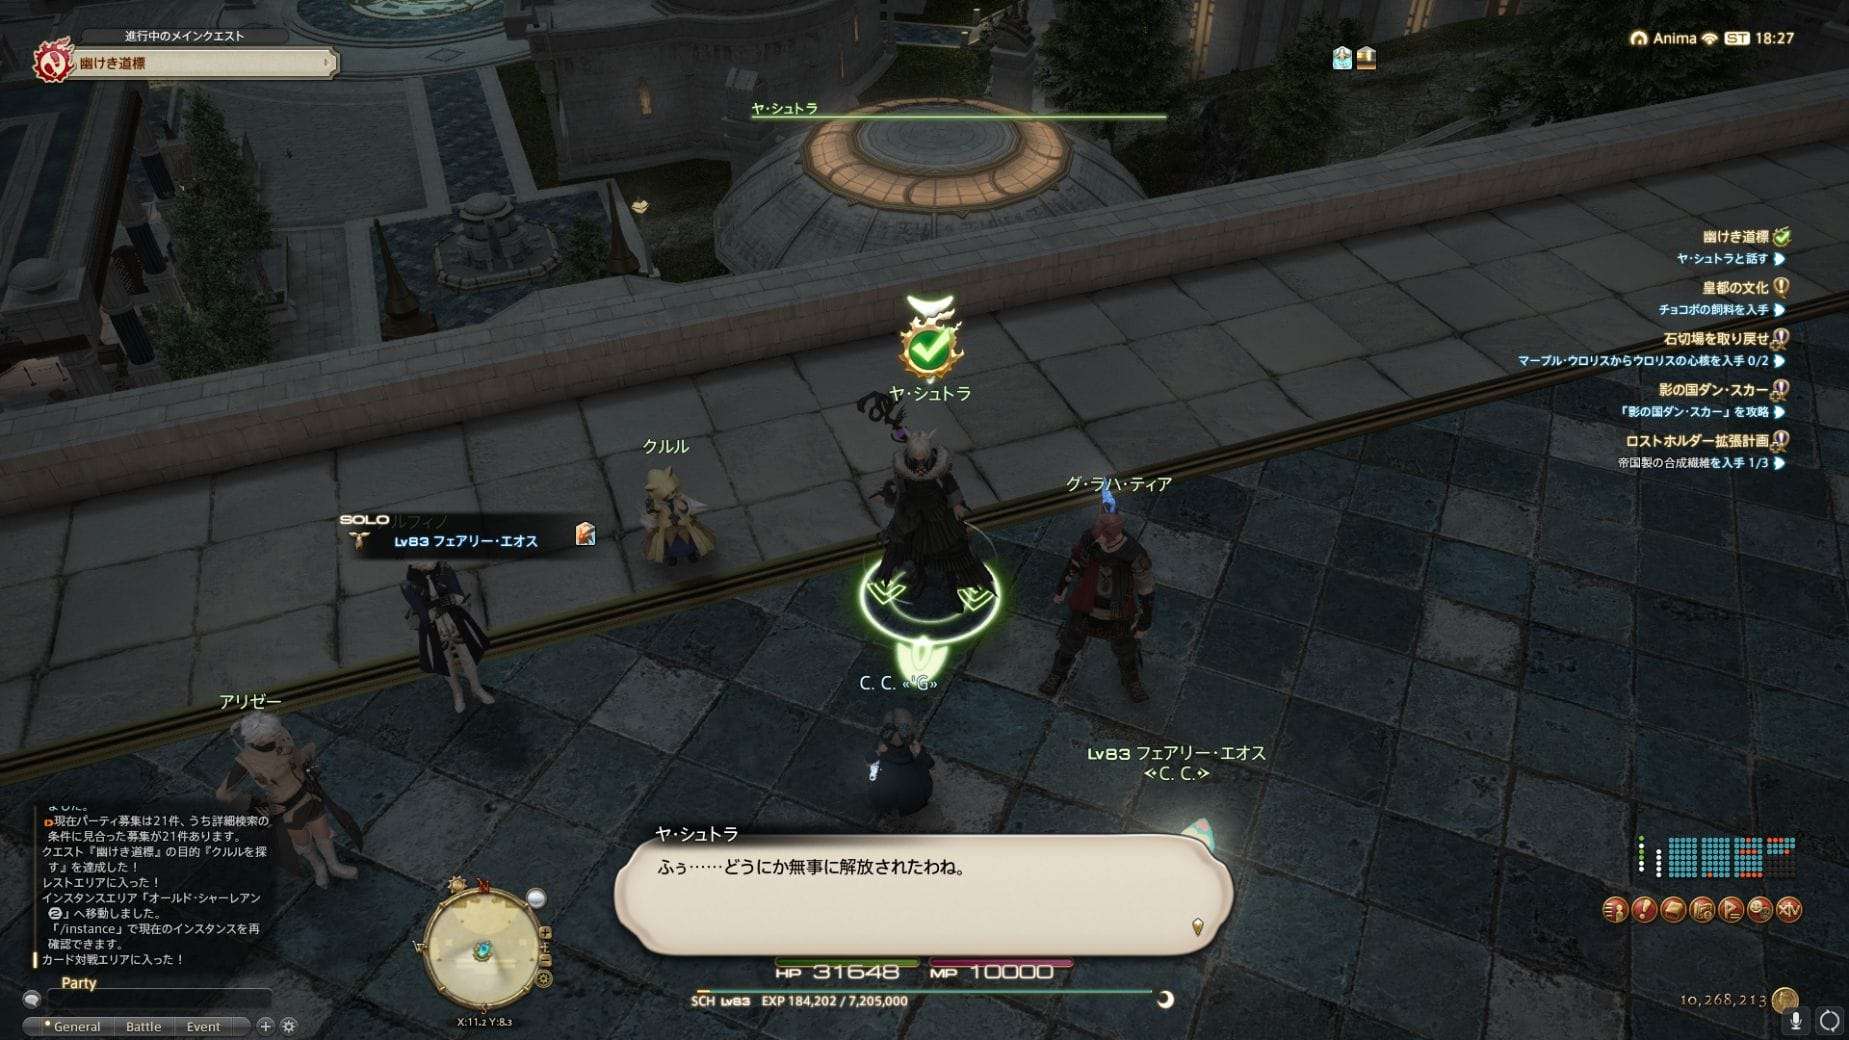 進行中のメインクエスト
幽けき道標
Anima ST 18:27
ヤ・シュトラ
幽けき道標
ヤ・シュトラと話す
皇都の文化
チョコボの飼料を入手
石切場を取り戻せ
マーブル・ウロリスからウロリスの心核を入手 0/2
影の国ダン・スカー
「影の国ダン・スカー」を攻略
ロストホルダー拡張計画
帝国製の合成繊維を入手 1/3
ヤ・シュトラ
クルル
グ・ラハ・ティア
SOLO
ルフィノ
Lv83 フェアリー・エオス
C. C. «'G»
アリゼー
Lv83 フェアリー・エオス
C. C.
ヤ・シュトラ
ふぅ……どうにか無事に解放されたわね。
ました。
現在パーティ募集は21件、うち詳細検索の
条件に見合った募集が21件あります。
クエスト『幽けき道標』の目的『クルルを探
す』を達成した！
レストエリアに入った！
インスタンスエリア「オールド・シャーレアン
2」へ移動しました。
「/instance」で現在のインスタンスを再
確認できます。
カード対戦エリアに入った！
Party
General Battle Event
N
W
X:11.2 Y:8.3
HP 31648 MP 10000
SCH Lv83 EXP 184,202 / 7,205,000
10,268,213
XIV